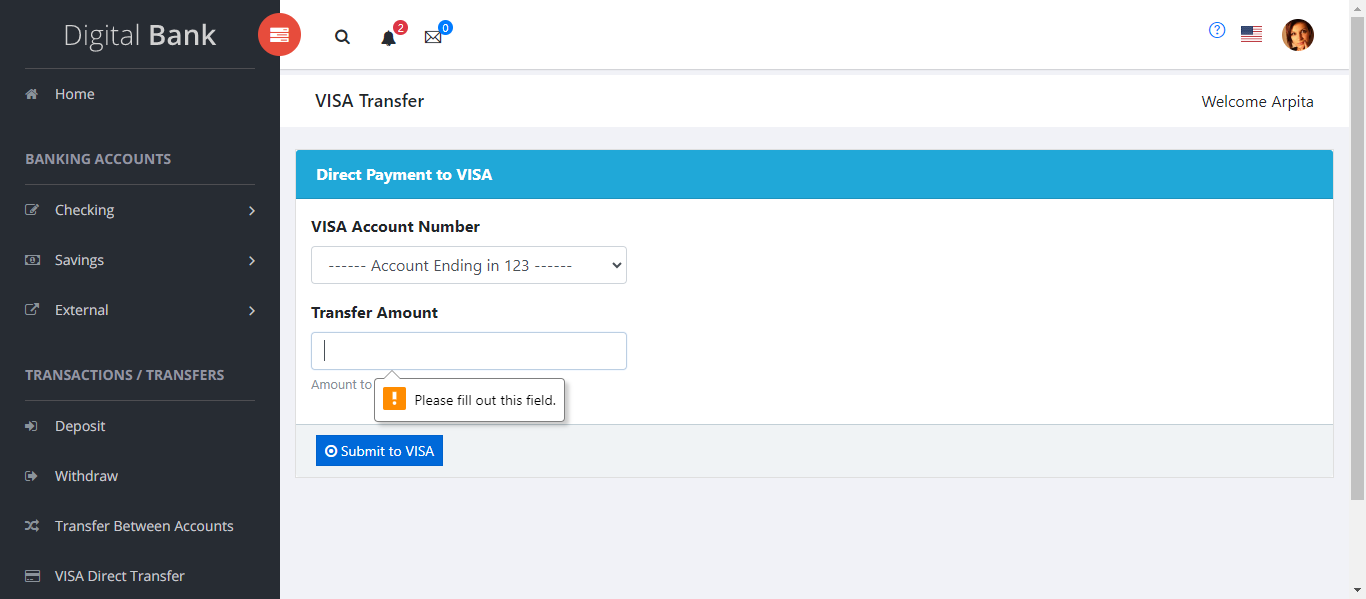 Digital Bank
2
0
VISA Transfer
Welcome Arpita
Home
BANKING ACCOUNTS
Checking
Savings
External
TRANSACTIONS / TRANSFERS
Deposit
Withdraw
Transfer Between Accounts
VISA Direct Transfer
Direct Payment to VISA
VISA Account Number
------ Account Ending in 123 ------
Transfer Amount
Amount to
Please fill out this field.
Submit to VISA